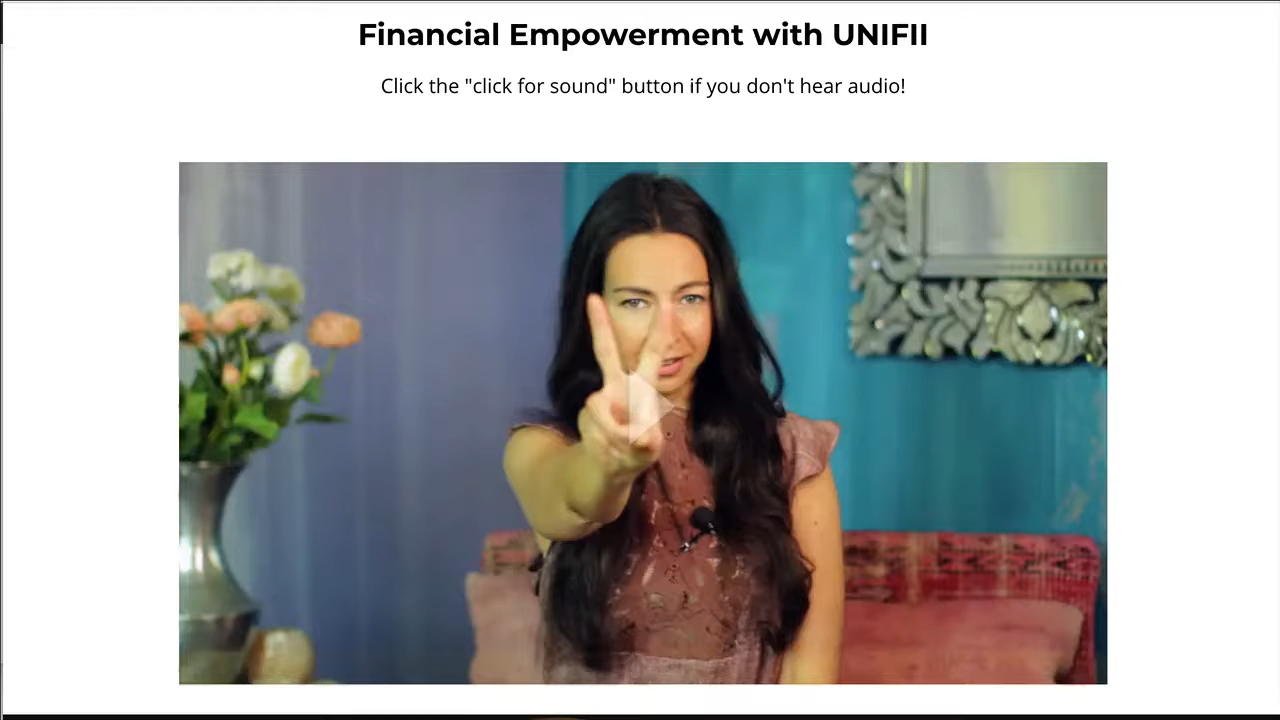 Financial Empowerment with UNIFII
Click the "click for sound" button if you don't hear audio!